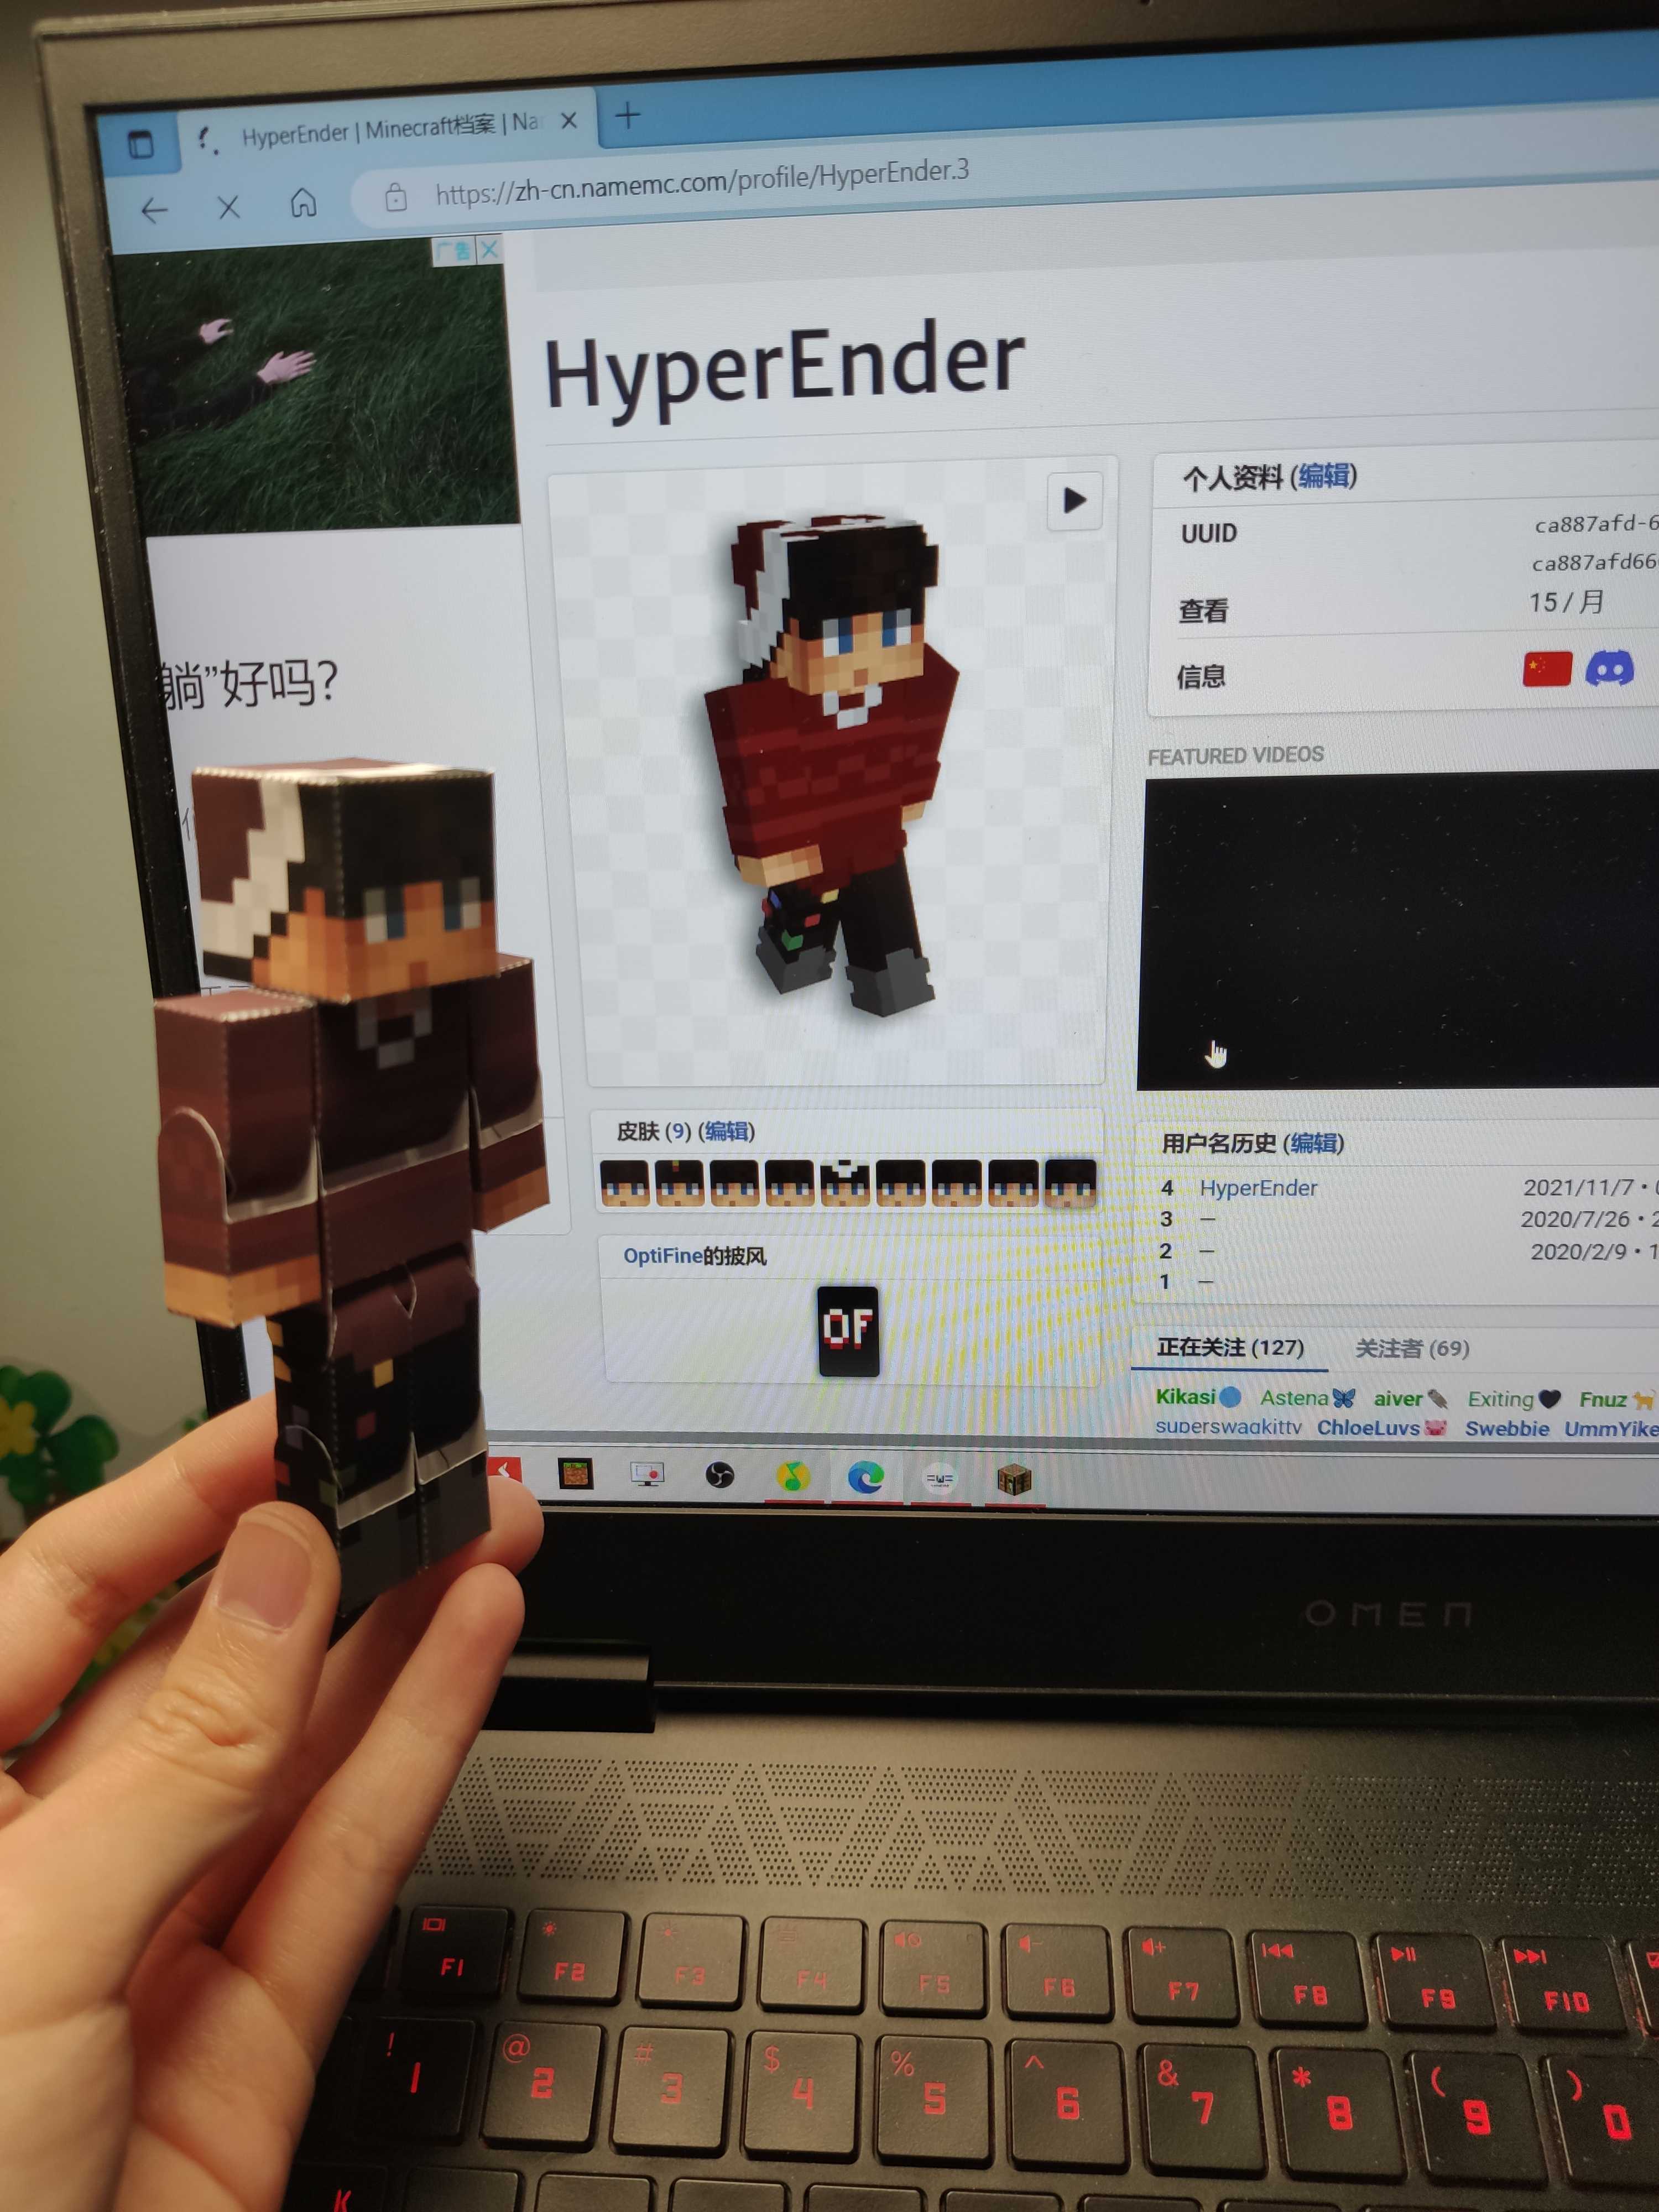 HyperEnder | Minecraft档案 | Na
https://zh-cn.namemc.com/profile/HyperEnder.3
广告
躺”好吗?
HyperEnder
个人资料 (编辑)
UUID
ca887afd-6
ca887afd66
查看
15 / 月
信息
FEATURED VIDEOS
皮肤 (9) (编辑)
OptiFine的披风
OF
用户名历史 (编辑)
4 HyperEnder 2021/11/7 •
3 — 2020/7/26 • 2
2 — 2020/2/9 • 1
1 —
正在关注 (127) 关注者 (69)
Kikasi Astena aiver Exiting Fnuz
superswagkitty ChloeLuvs Swebbie UmmYike
=W=
OMEN
F1 F2 F3 F4 F5 F6 F7 F8 F9 F10
! @ # $ % ^ & * ( )
1 2 3 4 5 6 7 8 9 0